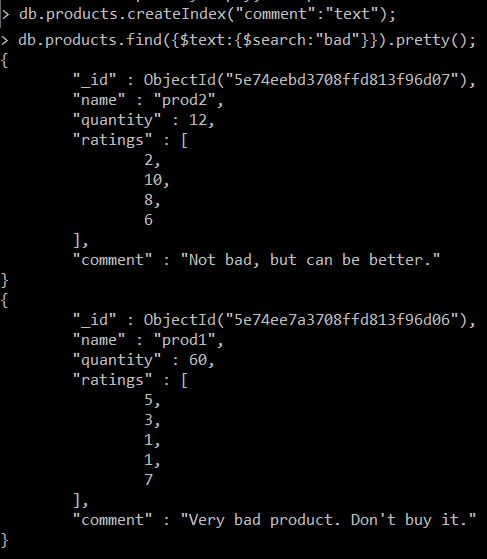 > db.products.createIndex("comment":"text");
> db.products.find({$text:{$search:"bad"}}).pretty();
{
"_id" : ObjectId("5e74eebd3708ffd813f96d07"),
"name" : "prod2",
"quantity" : 12,
"ratings" : [
2,
10,
8,
6
],
"comment" : "Not bad, but can be better."
}
{
"_id" : ObjectId("5e74ee7a3708ffd813f96d06"),
"name" : "prod1",
"quantity" : 60,
"ratings" : [
5,
3,
1,
1,
7
],
"comment" : "Very bad product. Don't buy it."
}